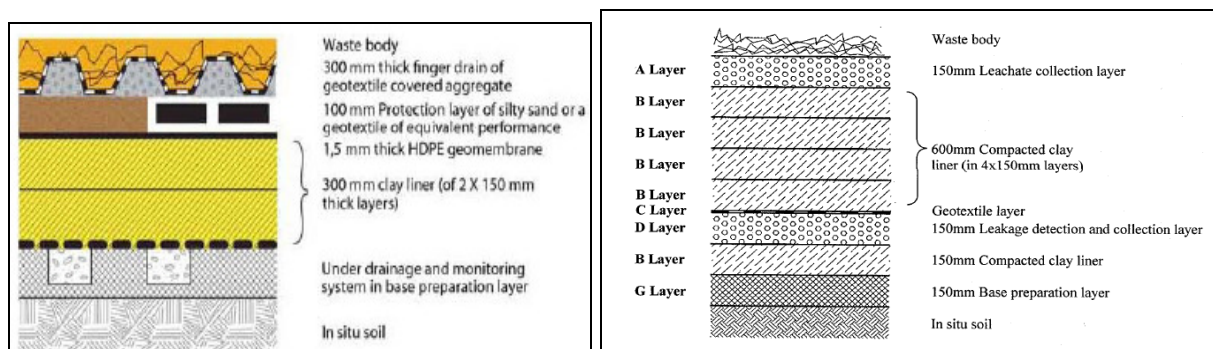 Waste body
300 mm thick finger drain of
geotextile covered aggregate
100 mm Protection layer of silty sand or a
geotextile of equivalent performance
1,5 mm thick HDPE geomembrane
300 mm clay liner (of 2 X 150 mm
thick layers)
Under drainage and monitoring
system in base preparation layer
In situ soil
Waste body
A Layer
150mm Leachate collection layer
B Layer
B Layer
600mm Compacted clay
liner (in 4x150mm layers)
B Layer
B Layer
C Layer
Geotextile layer
D Layer
150mm Leakage detection and collection layer
B Layer
150mm Compacted clay liner
G Layer
150mm Base preparation layer
In situ soil